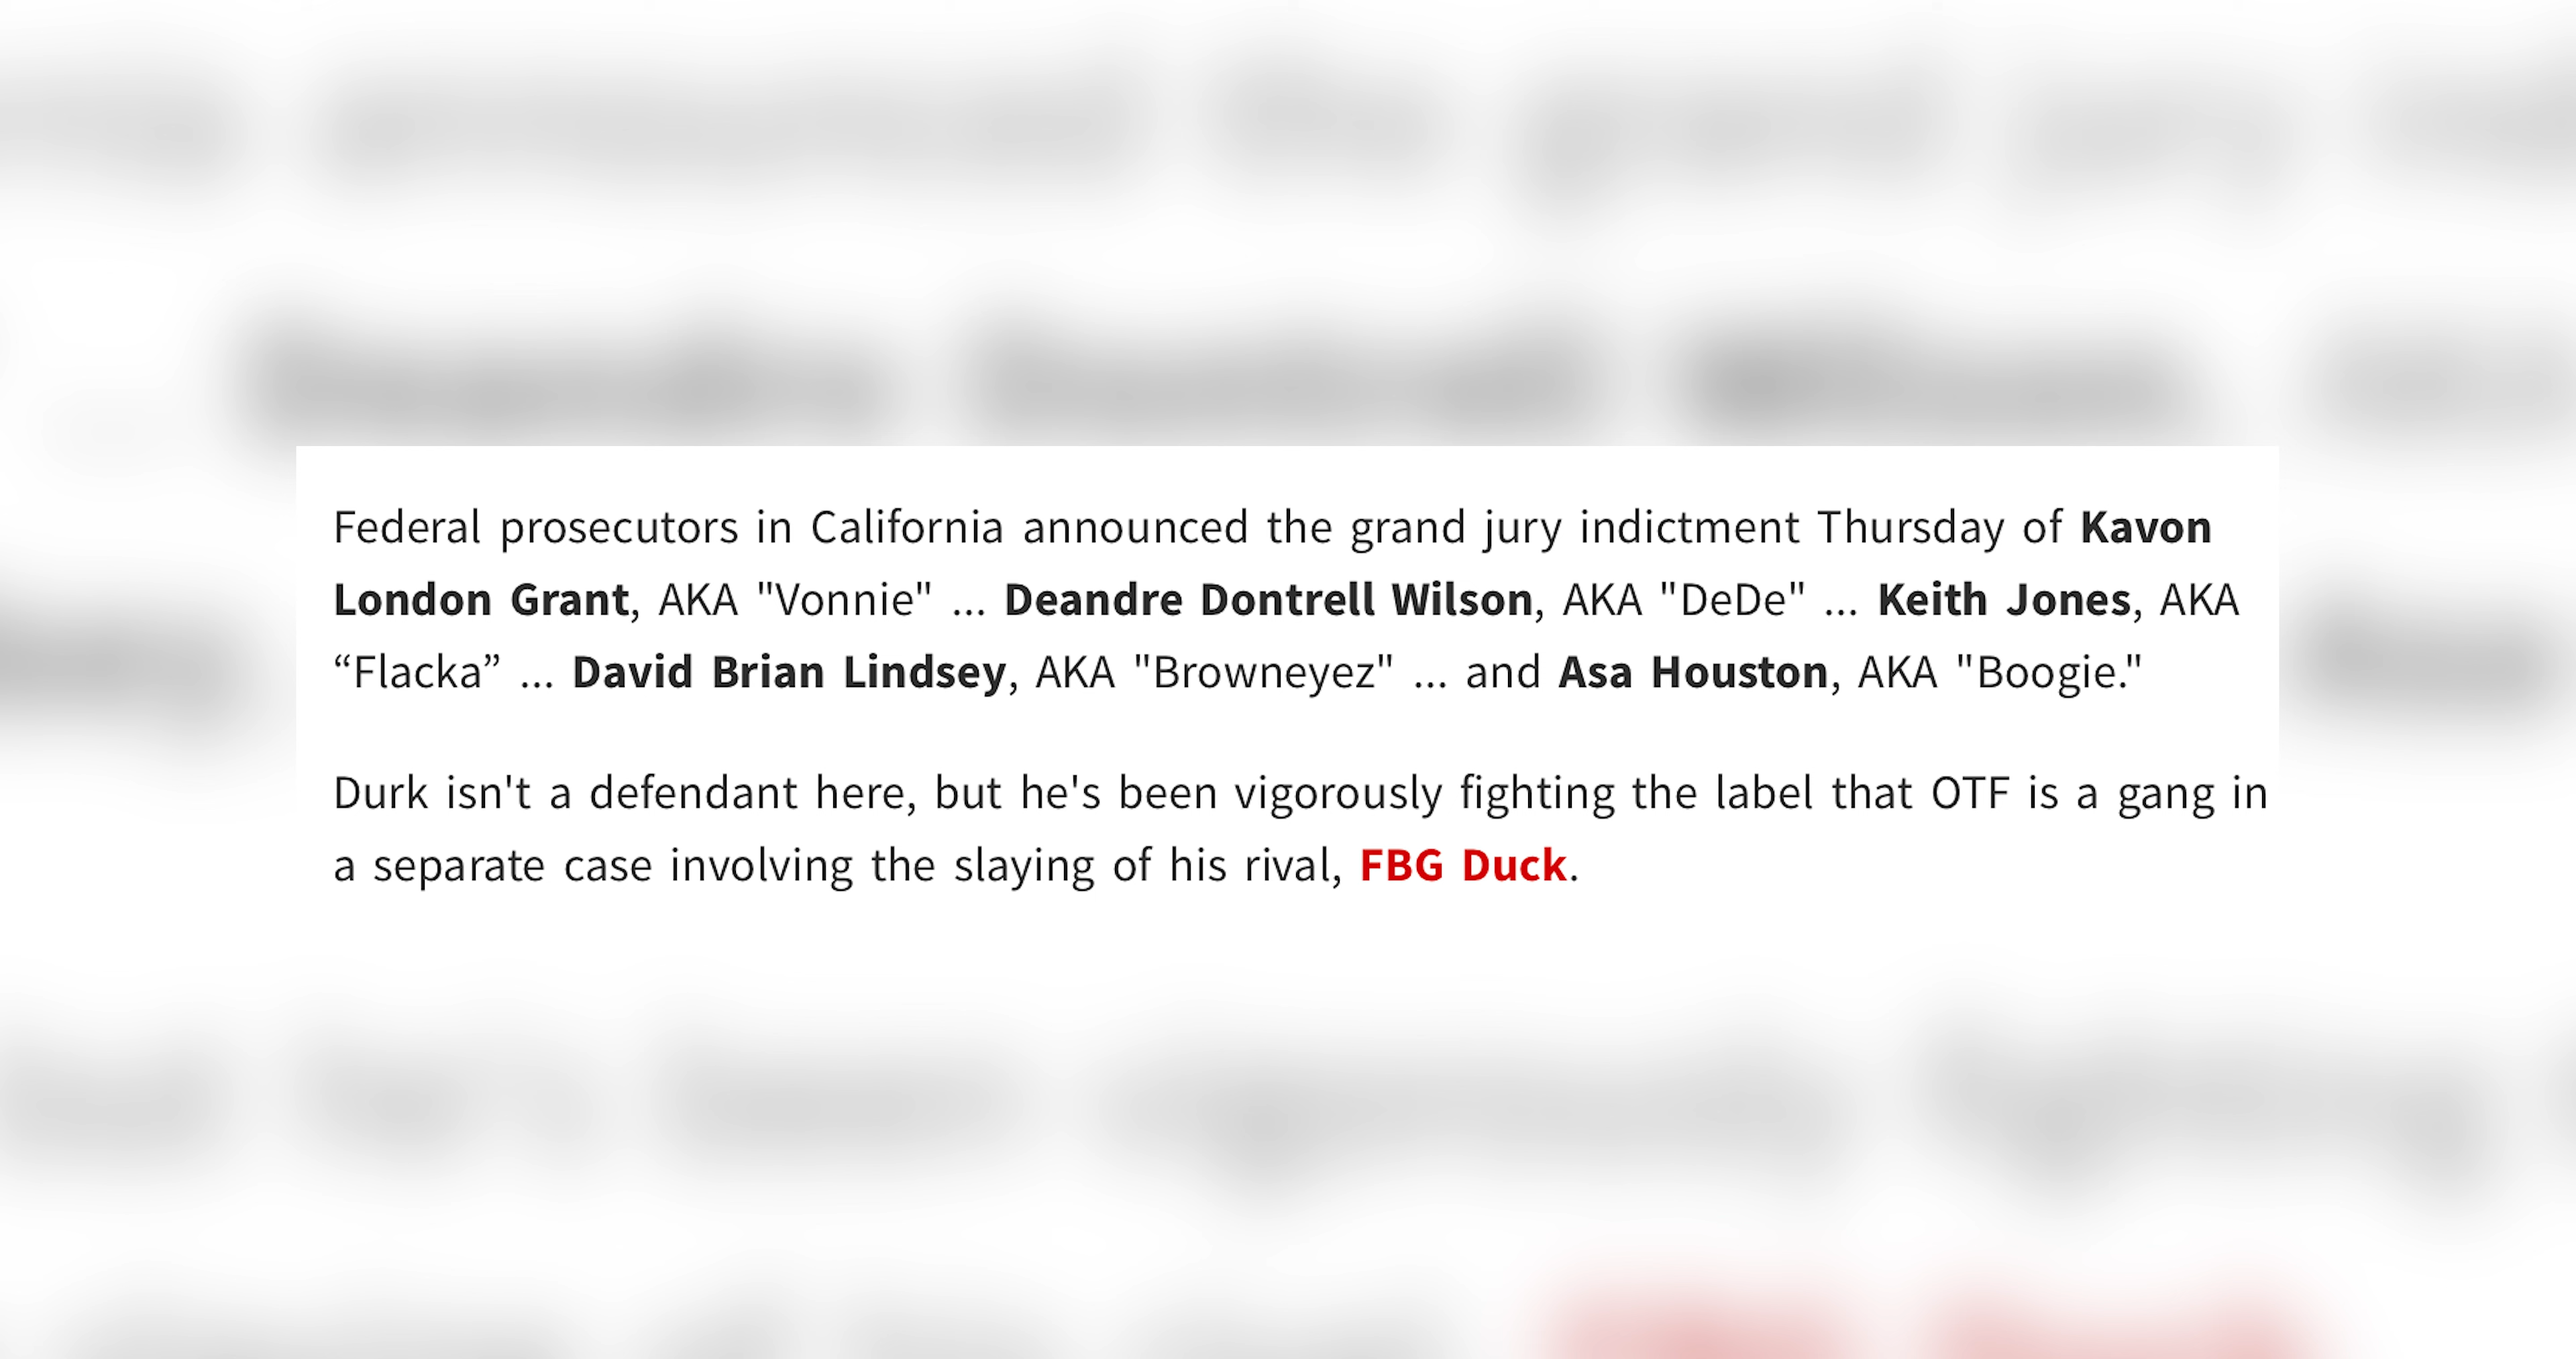 Federal prosecutors in California announced the grand jury indictment Thursday of Kavon
London Grant, AKA "Vonnie" ... Deandre Dontrell Wilson, AKA "DeDe" ... Keith Jones, AKA
“Flacka” ... David Brian Lindsey, AKA "Browneyez" ... and Asa Houston, AKA "Boogie."
Durk isn't a defendant here, but he's been vigorously fighting the label that OTF is a gang in
a separate case involving the slaying of his rival, FBG Duck.